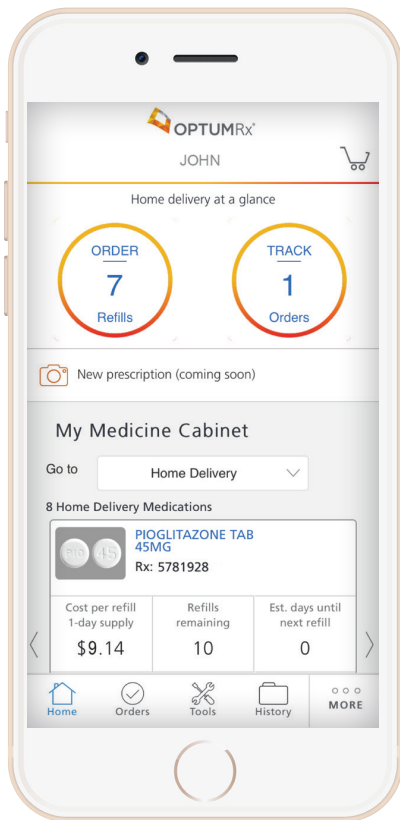 OPTUMRx®
JOHN
Home delivery at a glance
ORDER
7
Refills
TRACK
1
Orders
New prescription (coming soon)
My Medicine Cabinet
Go to
Home Delivery
8 Home Delivery Medications
PIO 45
PIOGLITAZONE TAB
45MG
Rx: 5781928
Cost per refill
1-day supply
$9.14
Refills
remaining
10
Est. days until
next refill
0
Home
Orders
Tools
History
MORE